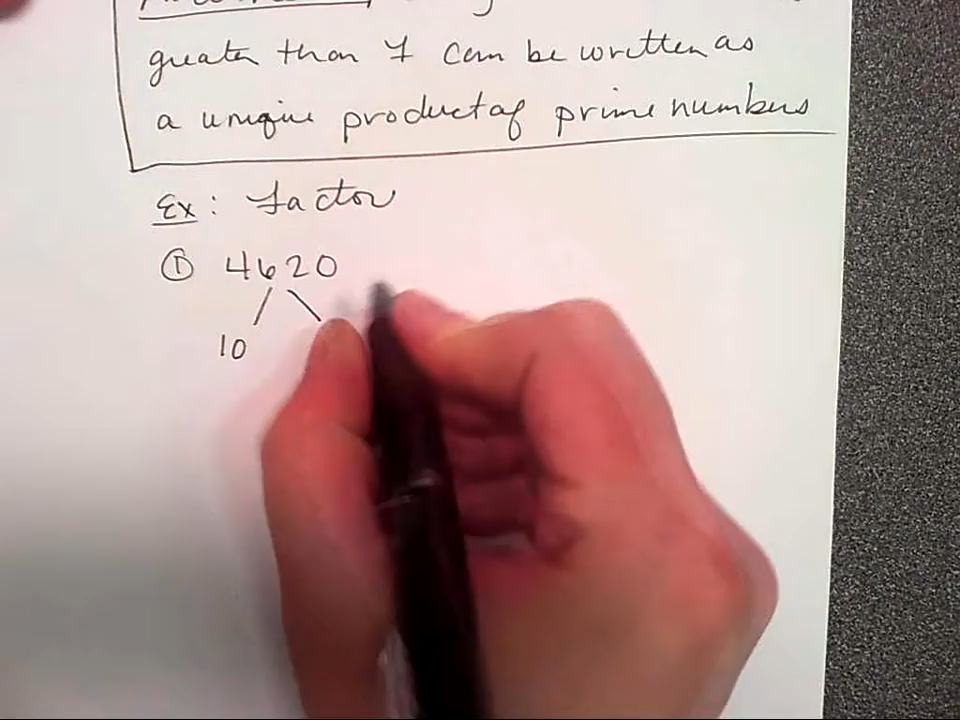 greater than 1 can be written as
a unique product of prime numbers
Ex: Factor
① 4620
10